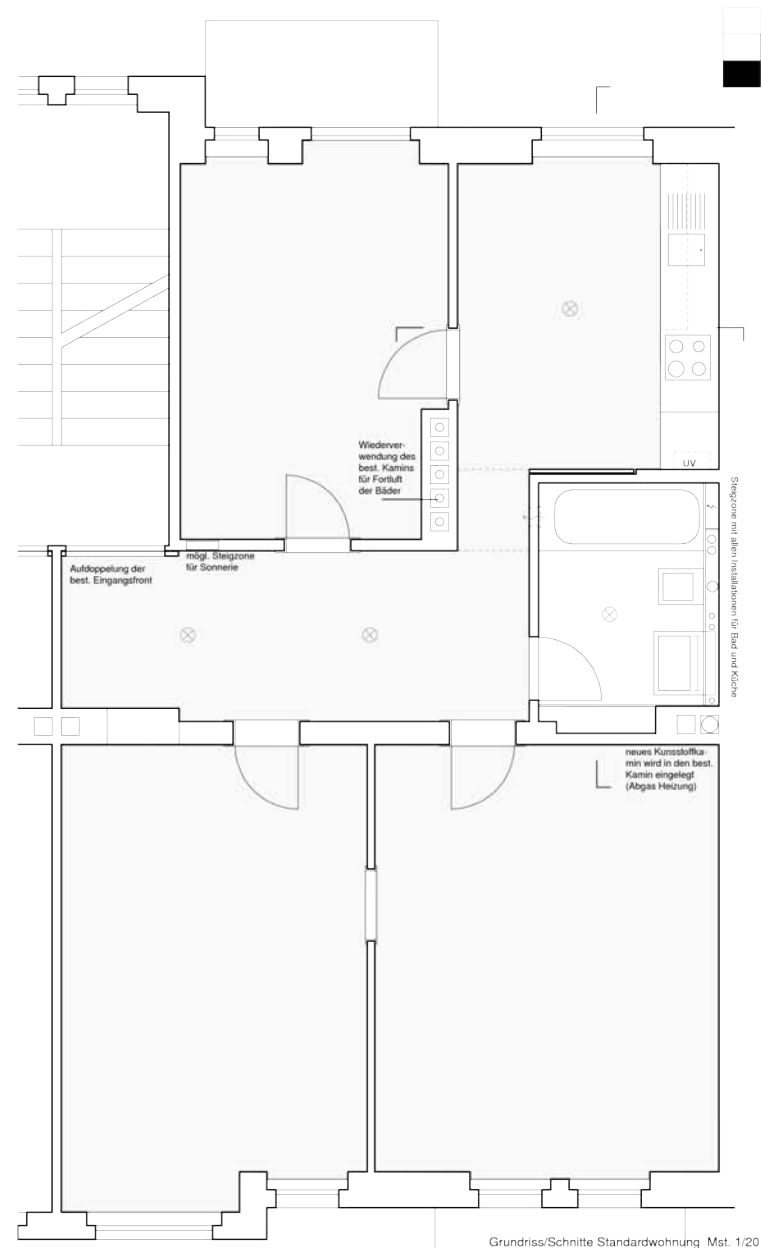 Wiederver-
wendung des
best. Kamins
für Fortluft
der Bäder
UV
Steigzone mit allen Installationen für Bad und Küche
mögl. Steigzone
für Sonnerie
Aufdoppelung der
best. Eingangsfront
neues Kunsstoffka-
min wird in den best.
Kamin eingelegt
(Abgas Heizung)
Grundriss/Schnitte Standardwohnung Mst. 1/20